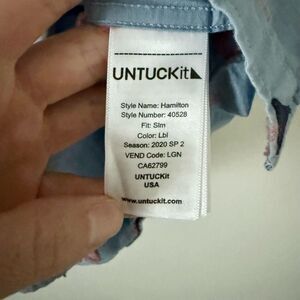 UNTUCKit
Style Name: Hamilton
Style Number: 40528
Fit: Slm
Color: Lbl
Season: 2020 SP 2
VEND Code: LGN
CA62799
UNTUCKit
USA
www.untuckit.com